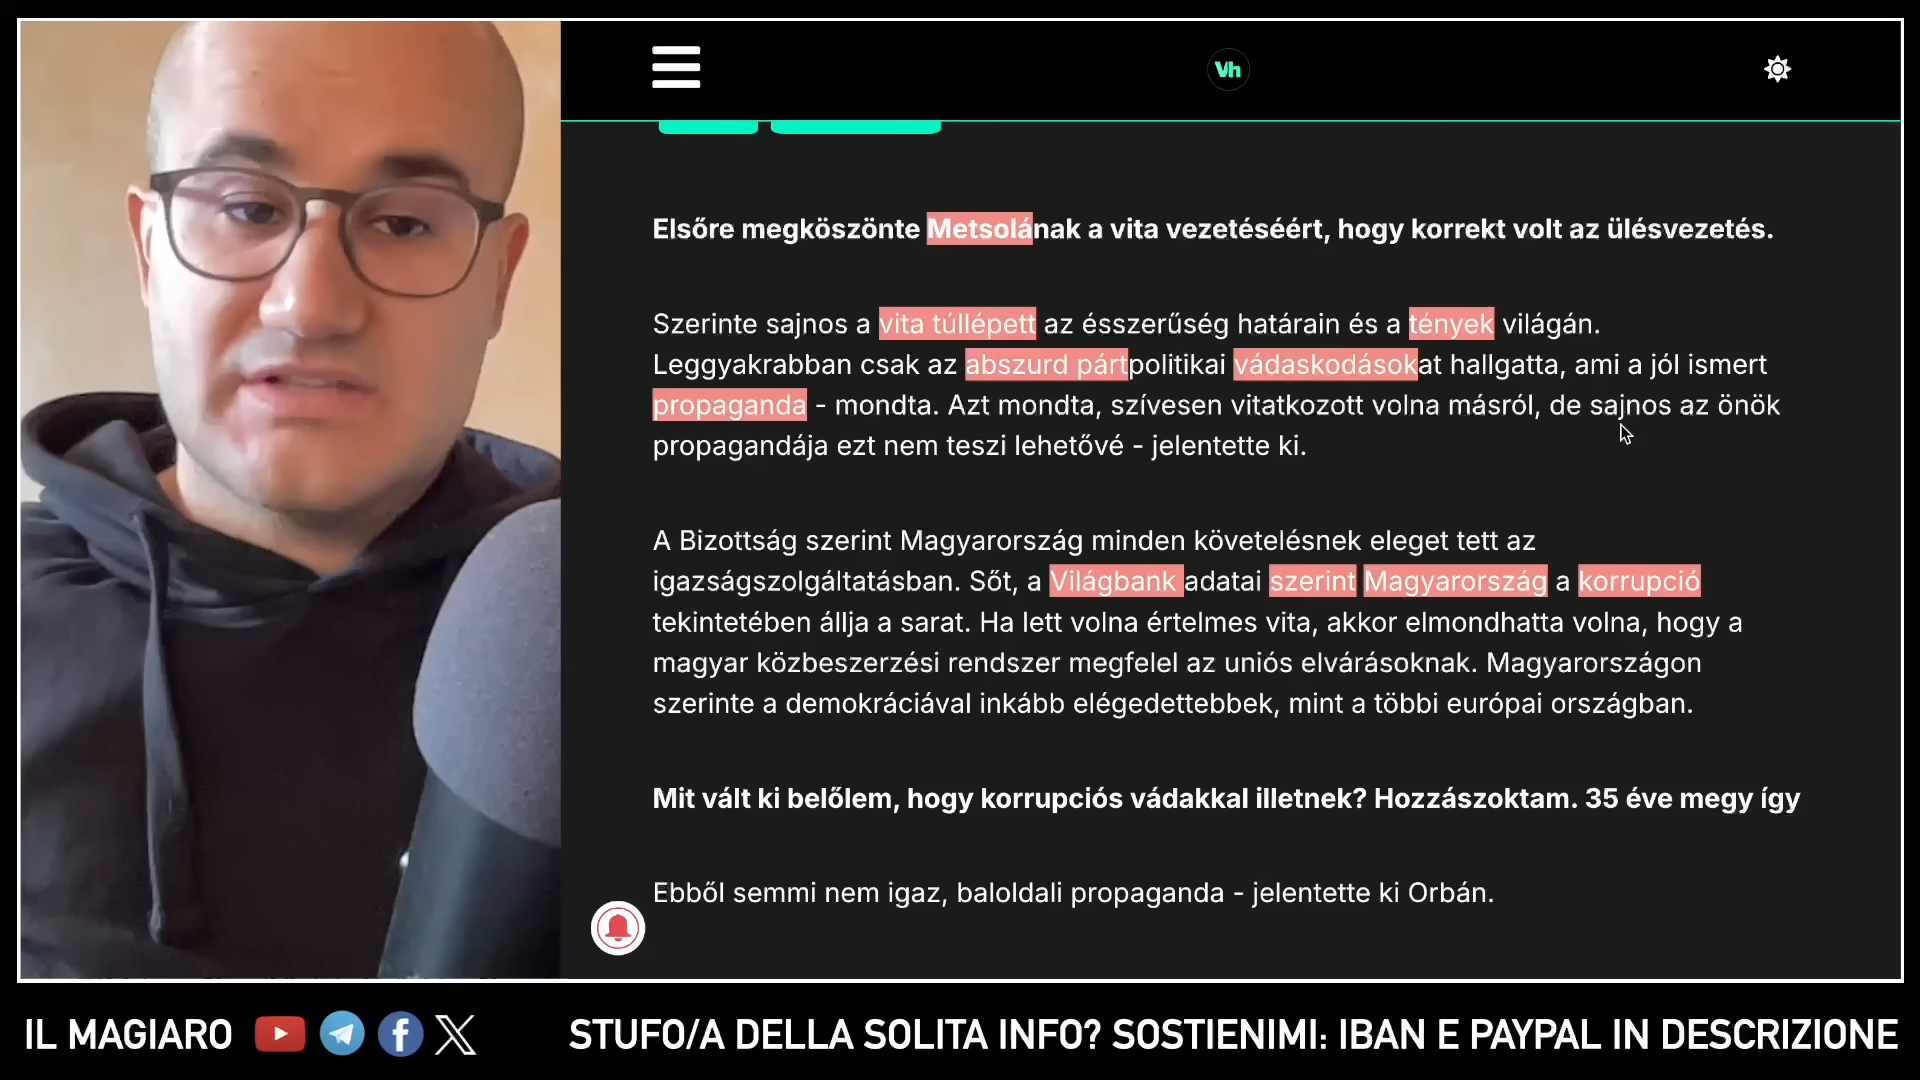 Vh
Elsőre megköszönte Metsolának a vita vezetéséért, hogy korrekt volt az ülésvezetés.
Szerinte sajnos a vita túllépett az ésszerűség határain és a tények világán.
Leggyakrabban csak az abszurd pártpolitikai vádaskodásokat hallgatta, ami a jól ismert
propaganda - mondta. Azt mondta, szívesen vitatkozott volna másról, de sajnos az önök
propagandája ezt nem teszi lehetővé - jelentette ki.
A Bizottság szerint Magyarország minden követelésnek eleget tett az
igazságszolgáltatásban. Sőt, a Világbank adatai szerint Magyarország a korrupció
tekintetében állja a sarat. Ha lett volna értelmes vita, akkor elmondhatta volna, hogy a
magyar közbeszerzési rendszer megfelel az uniós elvárásoknak. Magyarországon
szerinte a demokráciával inkább elégedettebbek, mint a többi európai országban.
Mit vált ki belőlem, hogy korrupciós vádakkal illetnek? Hozzászoktam. 35 éve megy így
Ebből semmi nem igaz, baloldali propaganda - jelentette ki Orbán.
IL MAGIARO
STUFO/A DELLA SOLITA INFO? SOSTIENIMI: IBAN E PAYPAL IN DESCRIZIONE